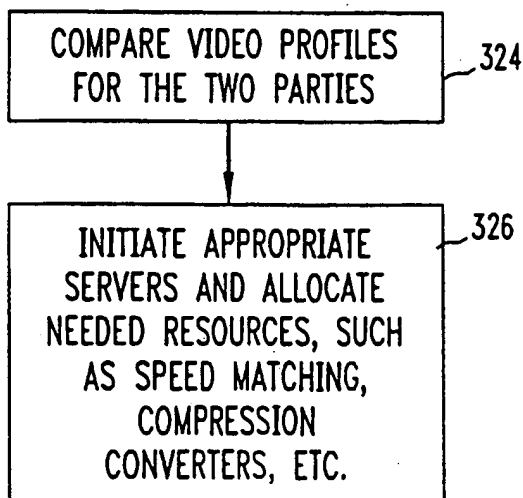 COMPARE VIDEO PROFILES
FOR THE TWO PARTIES
324
INITIATE APPROPRIATE
SERVERS AND ALLOCATE
NEEDED RESOURCES, SUCH
AS SPEED MATCHING,
COMPRESSION
CONVERTERS, ETC.
326